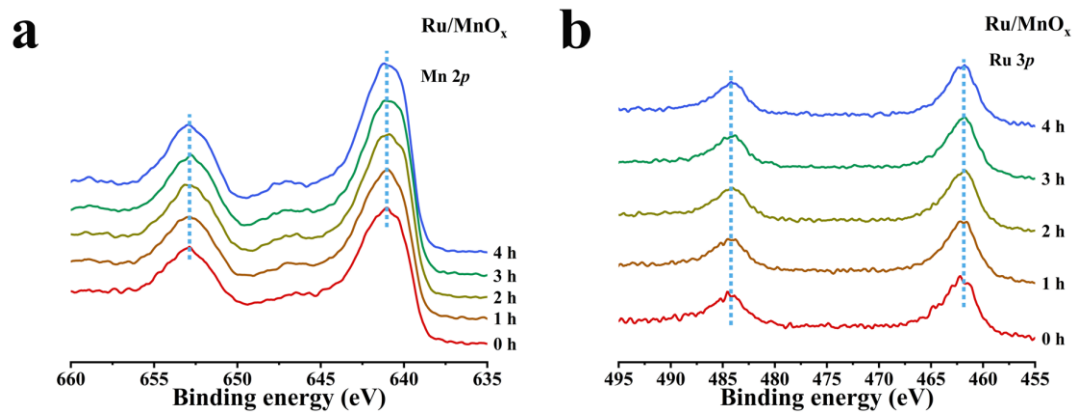 a
Ru/MnOₓ
Mn 2p
4 h
3 h
2 h
1 h
0 h
660 655 650 645 640 635
Binding energy (eV)
b
Ru/MnOₓ
Ru 3p
4 h
3 h
2 h
1 h
0 h
495 490 485 480 475 470 465 460 455
Binding energy (eV)